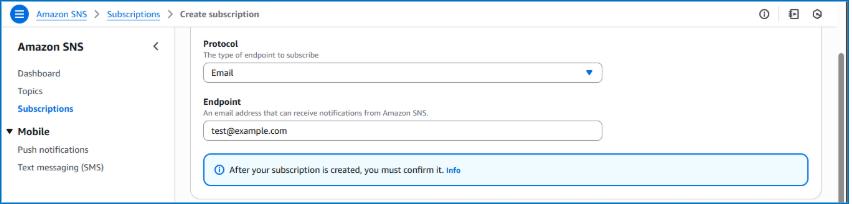 Amazon SNS > Subscriptions > Create subscription
Amazon SNS
Dashboard
Topics
Subscriptions
Mobile
Push notifications
Text messaging (SMS)
Protocol
The type of endpoint to subscribe
Email
Endpoint
An email address that can receive notifications from Amazon SNS.
test@example.com
After your subscription is created, you must confirm it. Info